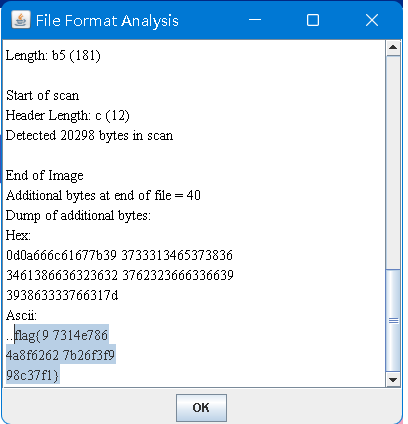 File Format Analysis
Length: b5 (181)
Start of scan
Header Length: c (12)
Detected 20298 bytes in scan
End of Image
Additional bytes at end of file = 40
Dump of additional bytes:
Hex:
0d0a666c61677b39 3733313465373836
3461386636323632 3762323666336639
393863333766317d
Ascii:
..flag{9 7314e786
4a8f6262 7b26f3f9
98c37f1}
OK